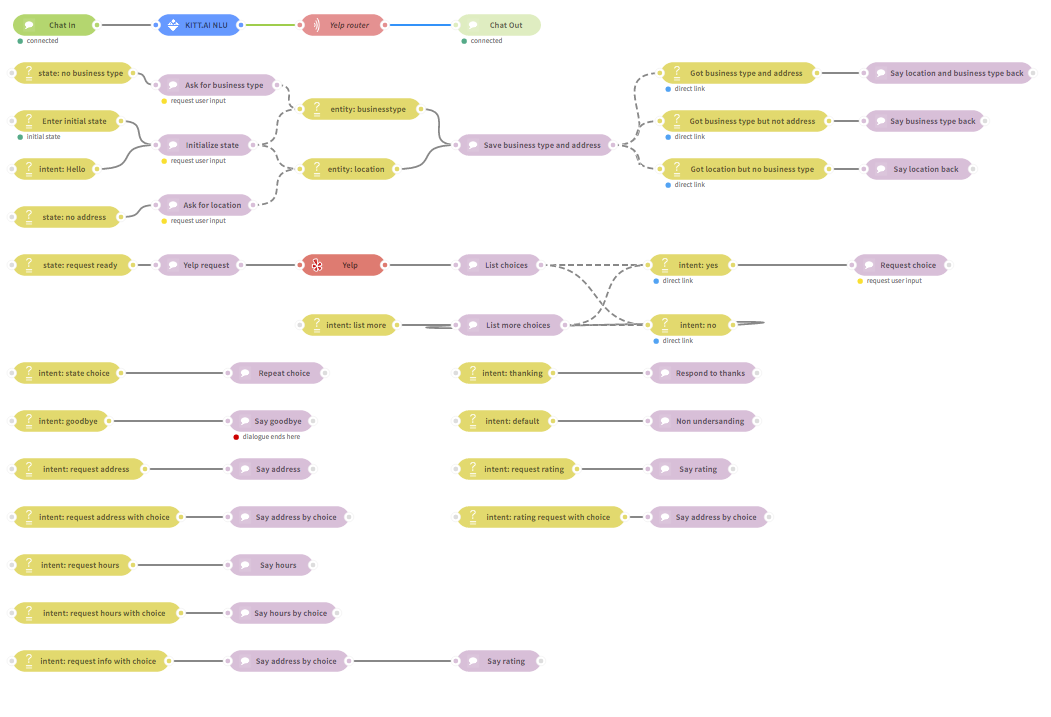 Chat In
KITT.AI NLU
Yelp router
Chat Out
connected
connected
state: no business type
Ask for business type
request user input
entity: businesstype
Got business type and address
direct link
Say location and business type back
Enter initial state
initial state
Initialize state
request user input
Save business type and address
Got business type but not address
direct link
Say business type back
intent: Hello
entity: location
Got location but no business type
direct link
Say location back
state: no address
Ask for location
request user input
state: request ready
Yelp request
Yelp
List choices
intent: yes
direct link
Request choice
request user input
intent: list more
List more choices
intent: no
direct link
intent: state choice
Repeat choice
intent: thanking
Respond to thanks
intent: goodbye
Say goodbye
dialogue ends here
intent: default
Non undersanding
intent: request address
Say address
intent: request rating
Say rating
intent: request address with choice
Say address by choice
intent: rating request with choice
Say address by choice
intent: request hours
Say hours
intent: request hours with choice
Say hours by choice
intent: request info with choice
Say address by choice
Say rating